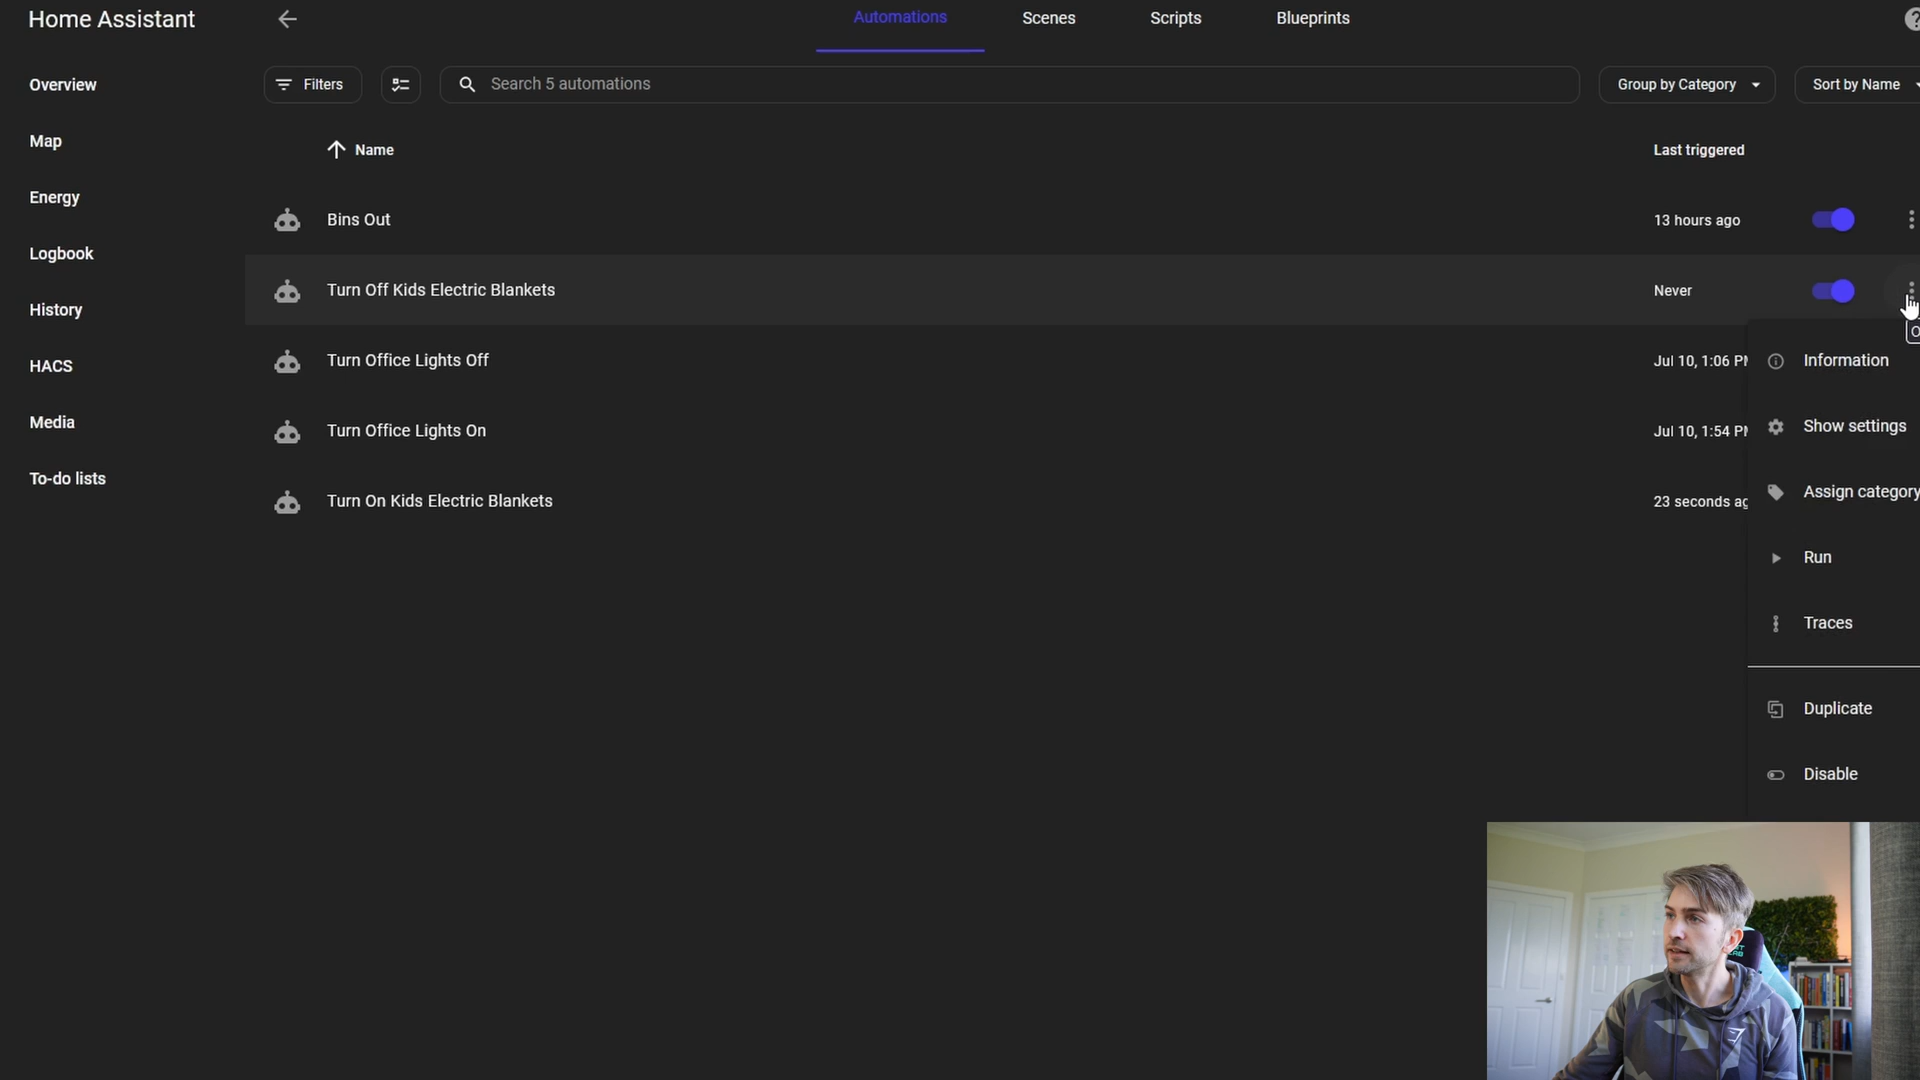 Home Assistant
Automations
Scenes
Scripts
Blueprints
Overview
Filters
Search 5 automations
Group by Category
Sort by Name
Map
Name
Last triggered
Energy
Bins Out
13 hours ago
Logbook
Turn Off Kids Electric Blankets
Never
History
Turn Office Lights Off
Jul 10, 1:06 PM
Information
HACS
Media
Turn Office Lights On
Jul 10, 1:54 PM
Show settings
To-do lists
Turn On Kids Electric Blankets
23 seconds ag
Assign category
Run
Traces
Duplicate
Disable